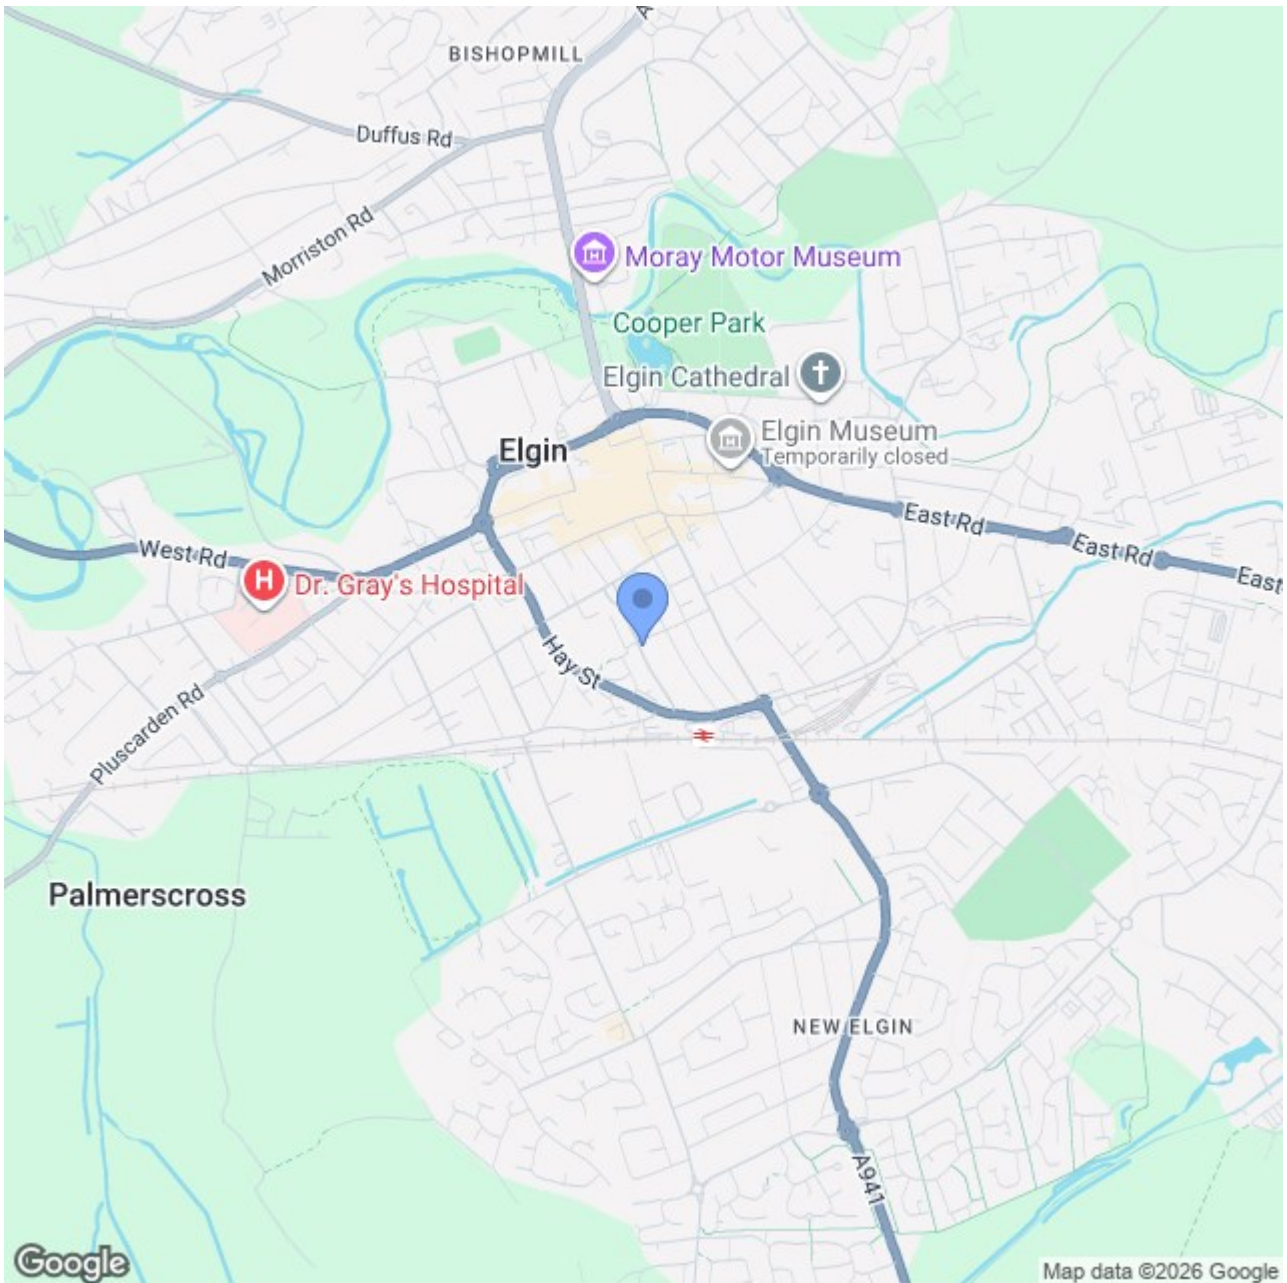 A
BISHOPMILL
Duffus Rd
Morriston Rd
Moray Motor Museum
Cooper Park
Elgin Cathedral
Elgin Museum
Temporarily closed
Elgin
East Rd
East Rd
East
West Rd
H
Dr. Gray's Hospital
Hay St
Pluscarden Rd
Palmerscross
NEW ELGIN
A941
Google
Map data ©2026 Google